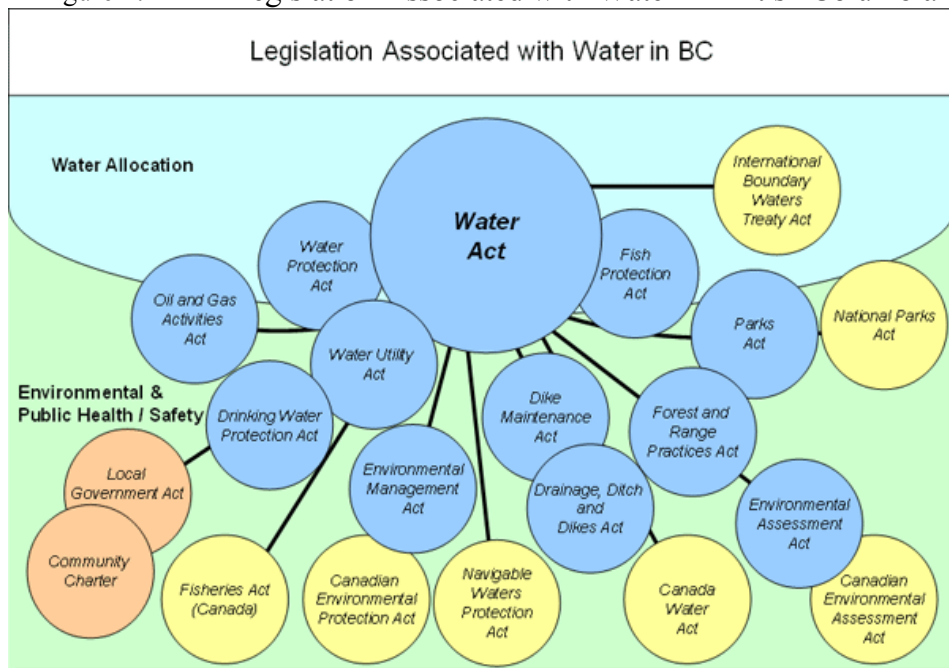 Legislation Associated with Water in BC
Water Allocation
International
Boundary
Waters
Treaty Act
Water
Act
Water
Protection
Act
Fish
Protection
Act
Oil and Gas
Activities
Act
Parks
Act
National Parks
Act
Water Utility
Act
Environmental &
Public Health / Safety
Drinking Water
Protection Act
Dike
Maintenance
Act
Forest and
Range
Practices Act
Local
Government Act
Environmental
Management
Act
Drainage, Ditch
and
Dikes Act
Environmental
Assessment
Act
Community
Charter
Fisheries Act
(Canada)
Canadian
Environmental
Protection Act
Navigable
Waters
Protection
Act
Canada
Water
Act
Canadian
Environmental
Assessment
Act